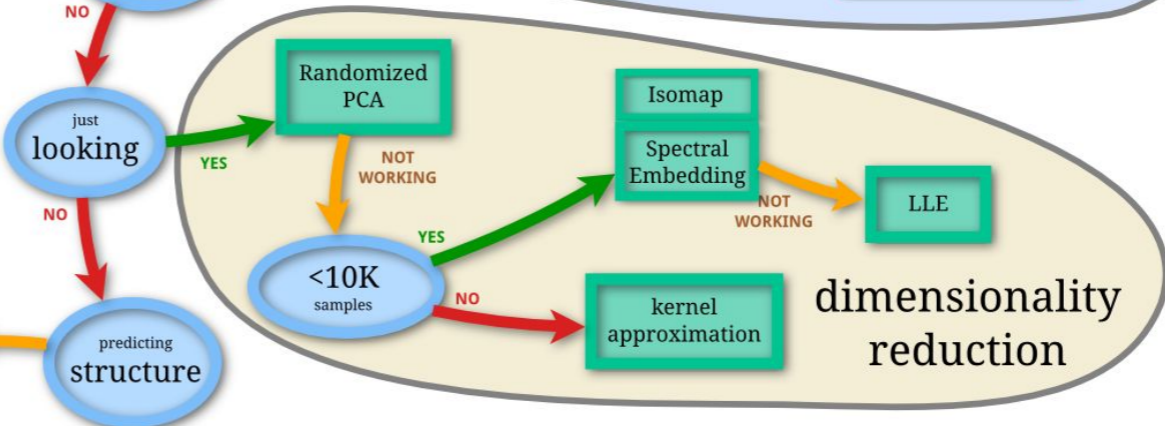 NO
just
looking
YES
NO
predicting
structure
Randomized
PCA
NOT
WORKING
<10K
samples
YES
NO
Isomap
Spectral
Embedding
NOT
WORKING
LLE
kernel
approximation
dimensionality
reduction